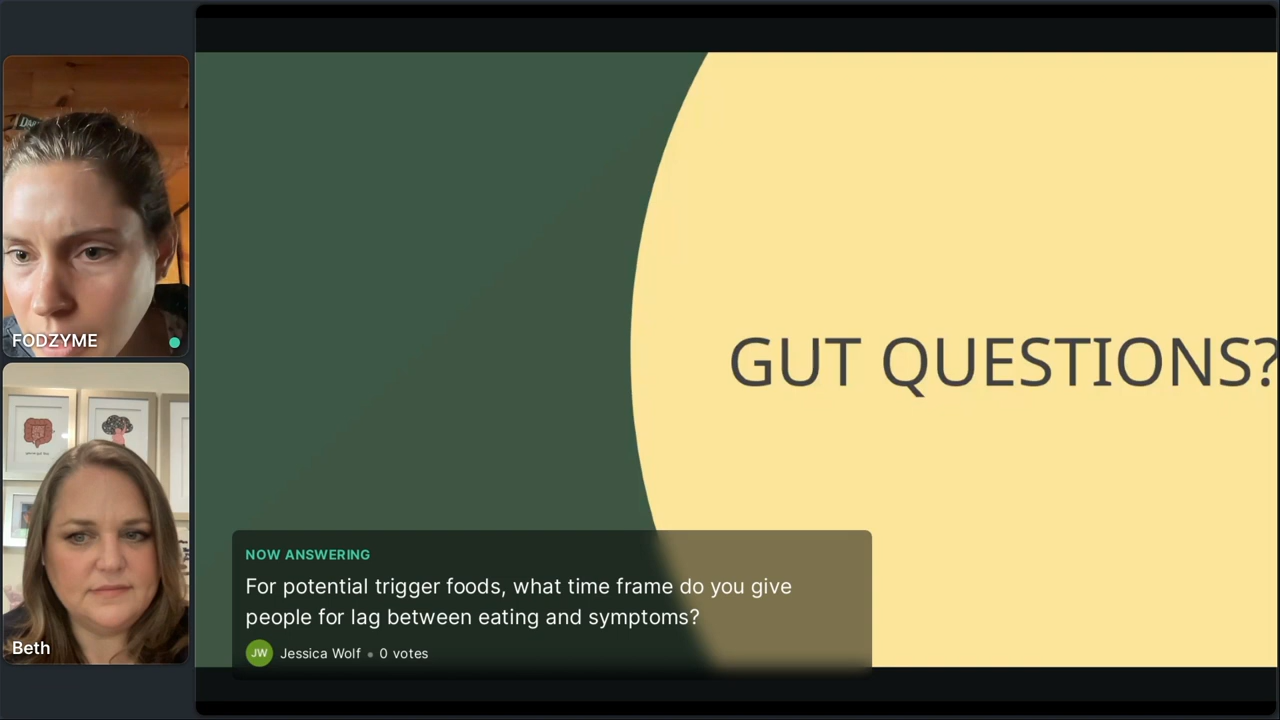 FODZYME
Beth
GUT QUESTIONS?
NOW ANSWERING
For potential trigger foods, what time frame do you give
people for lag between eating and symptoms?
JW
Jessica Wolf • 0 votes